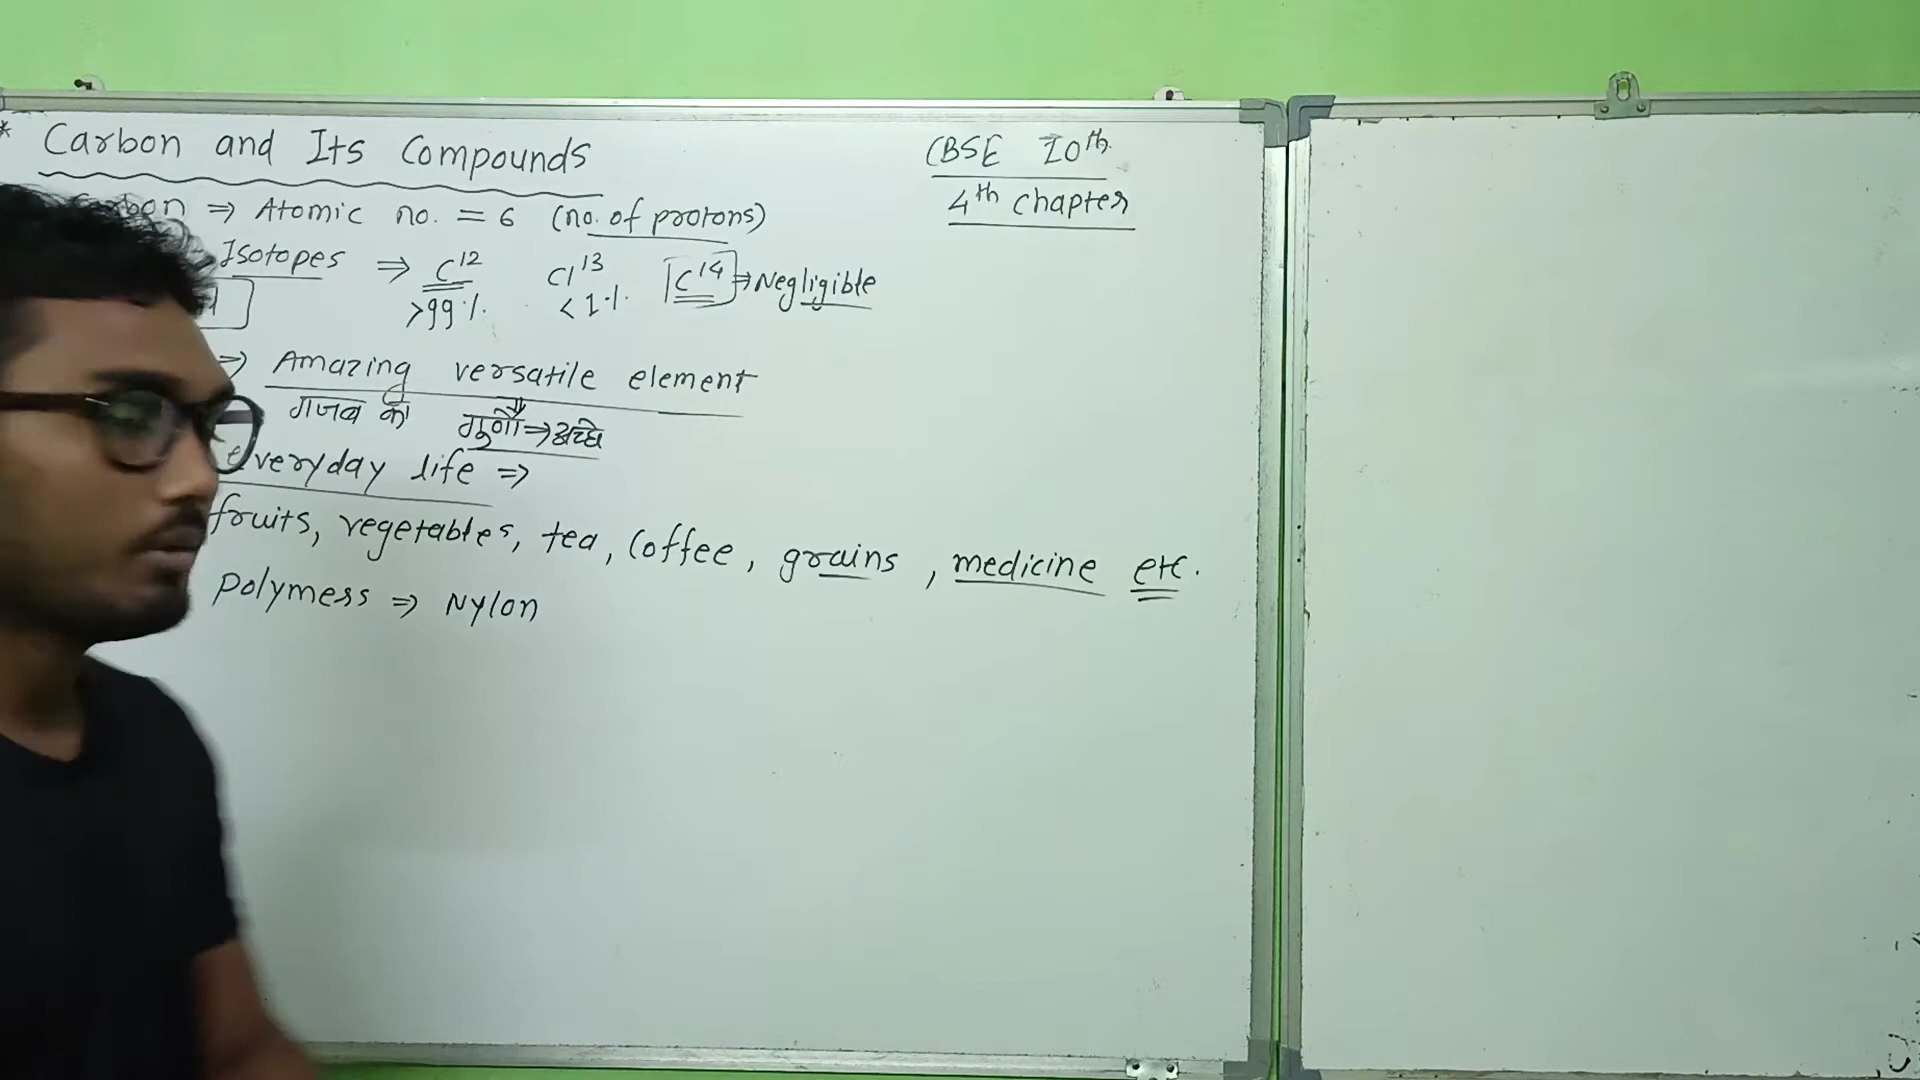 * Carbon and Its Compounds
CBSE 10th
4th chapter
Carbon ⇒ Atomic no. = 6 (no. of protons)
Isotopes ⇒ C12 C13 C14 → Negligible
>99% <1%
⇒ Amazing versatile element
गजब का गुणों ⇒ अच्छे
everyday life ⇒
fruits, vegetables, tea, Coffee, grains, medicine etc.
Polymess ⇒ Nylon